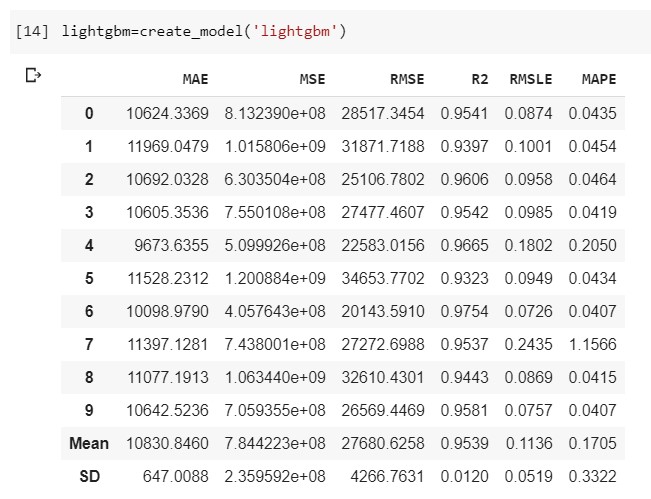 [14] lightgbm=create_model('lightgbm')
MAE MSE RMSE R2 RMSLE MAPE
0 10624.3369 8.132390e+08 28517.3454 0.9541 0.0874 0.0435
1 11969.0479 1.015809e+09 31871.7188 0.9397 0.1001 0.0454
2 10692.0328 6.303504e+08 25106.7802 0.9606 0.0958 0.0464
3 10605.3536 7.550108e+08 27477.4607 0.9542 0.0985 0.0419
4 9673.6355 5.099926e+08 22583.0156 0.9665 0.1802 0.2050
5 11528.2312 1.200884e+09 34653.7702 0.9323 0.0949 0.0434
6 10098.9790 4.057643e+08 20143.5910 0.9754 0.0726 0.0407
7 11397.1281 7.438001e+08 27272.6988 0.9537 0.2435 1.1566
8 11077.1913 1.063440e+09 32610.4301 0.9443 0.0869 0.0415
9 10642.5236 7.059355e+08 26569.4469 0.9581 0.0757 0.0407
Mean 10830.8460 7.844223e+08 27680.6258 0.9539 0.1136 0.1705
SD 647.0088 2.359592e+08 4266.7631 0.0120 0.0519 0.3322